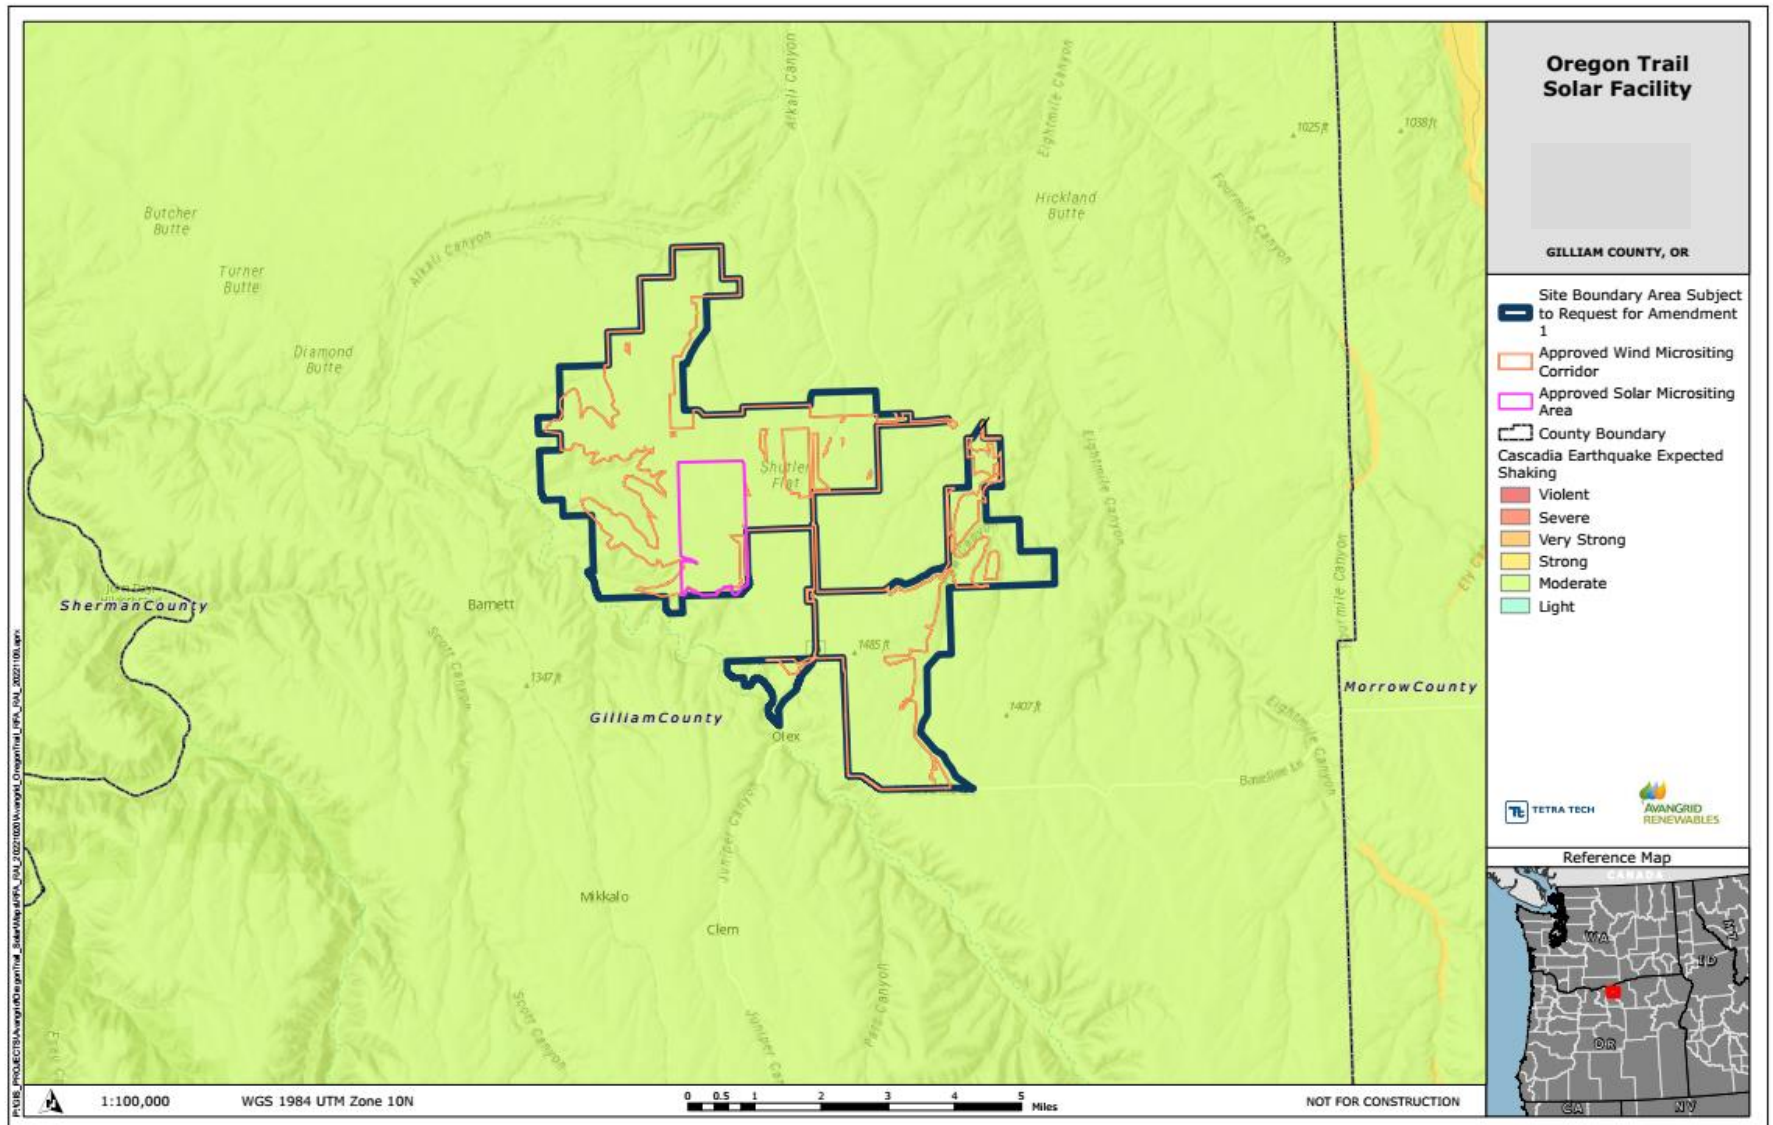 Oregon Trail
Solar Facility
GILLIAM COUNTY, OR
Site Boundary Area Subject
to Request for Amendment
1
Approved Wind Micrositing
Corridor
Approved Solar Micrositing
Area
County Boundary
Cascadia Earthquake Expected
Shaking
Violent
Severe
Very Strong
Strong
Moderate
Light
TETRA TECH
AVANGRID
RENEWABLES
Reference Map
CANADA
WA
MT
ID
OR
CA
NV
Alkali Canyon
Eightmile Canyon
1025 ft
1038 ft
Fourmile Canyon
Hickland
Butte
Butcher
Butte
Alkali Canyon
Turner
Butte
Diamond
Butte
Shutler
Flat
Eightmile Canyon
Canyon
Sherman County
Barnett
Scott Canyon
1485 ft
1347 ft
1407 ft
Morrow County
Gilliam County
Olex
Eightmile Canyon
Baseline Ln
Juniper Canyon
Mikkalo
Clem
Scott Canyon
Juniper Can
Canyon
1:100,000
WGS 1984 UTM Zone 10N
0 0.5 1 2 3 4 5
Miles
NOT FOR CONSTRUCTION